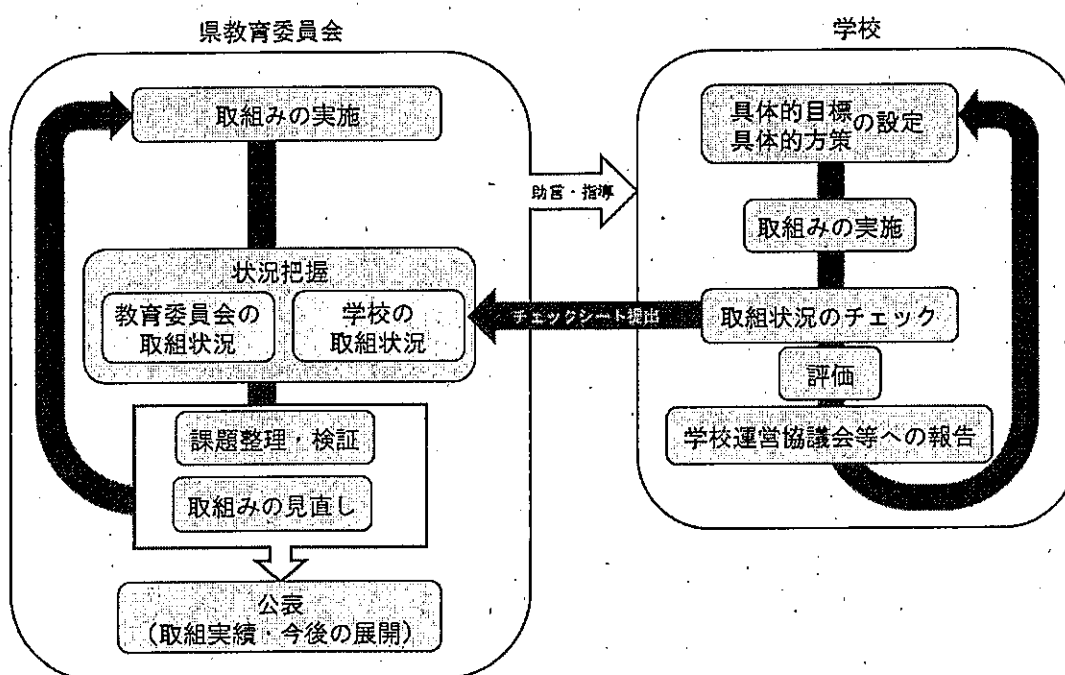 県教育委員会
取組みの実施
状況把握
教育委員会の
取組状況
学校の
取組状況
課題整理・検証
取組みの見直し
公表
（取組実績・今後の展開）
助言・指導
チェックシート提出
学校
具体的目標
具体的方策
の設定
取組みの実施
取組状況のチェック
評価
学校運営協議会等への報告